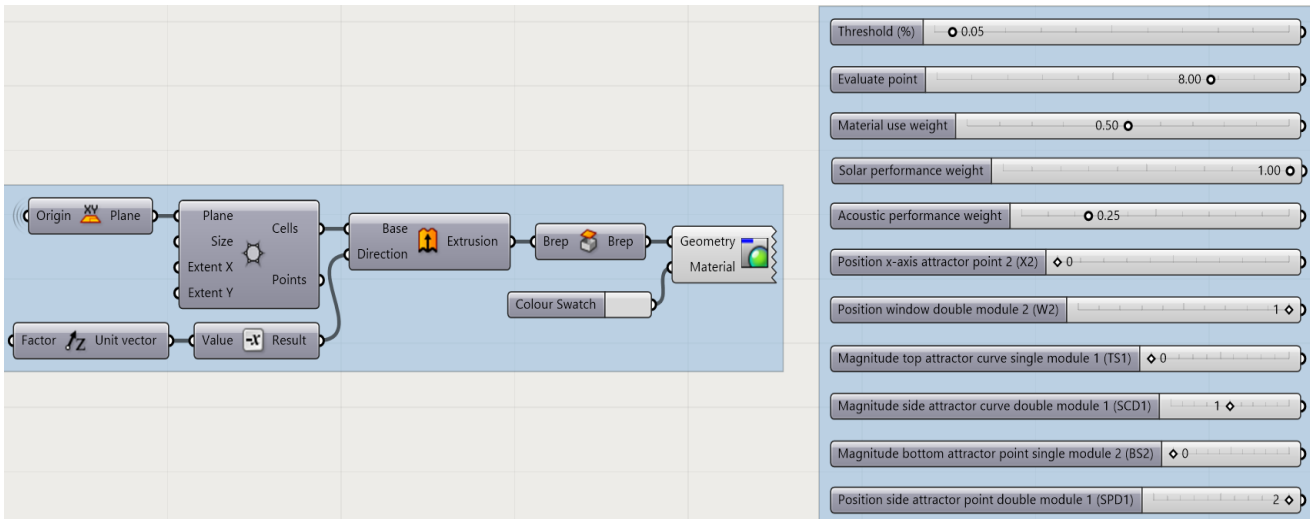 Origin XY Plane
Plane
Size
Extent X
Extent Y
Cells
Points
Factor Z Unit vector
Value -x Result
Base
Direction
Extrusion
Brep Brep
Colour Swatch
Geometry
Material
Threshold (%) 0.05
Evaluate point 8.00
Material use weight 0.50
Solar performance weight 1.00
Acoustic performance weight 0.25
Position x-axis attractor point 2 (X2) 0
Position window double module 2 (W2) 1
Magnitude top attractor curve single module 1 (TS1) 0
Magnitude side attractor curve double module 1 (SCD1) 1
Magnitude bottom attractor point single module 2 (BS2) 0
Position side attractor point double module 1 (SPD1) 2